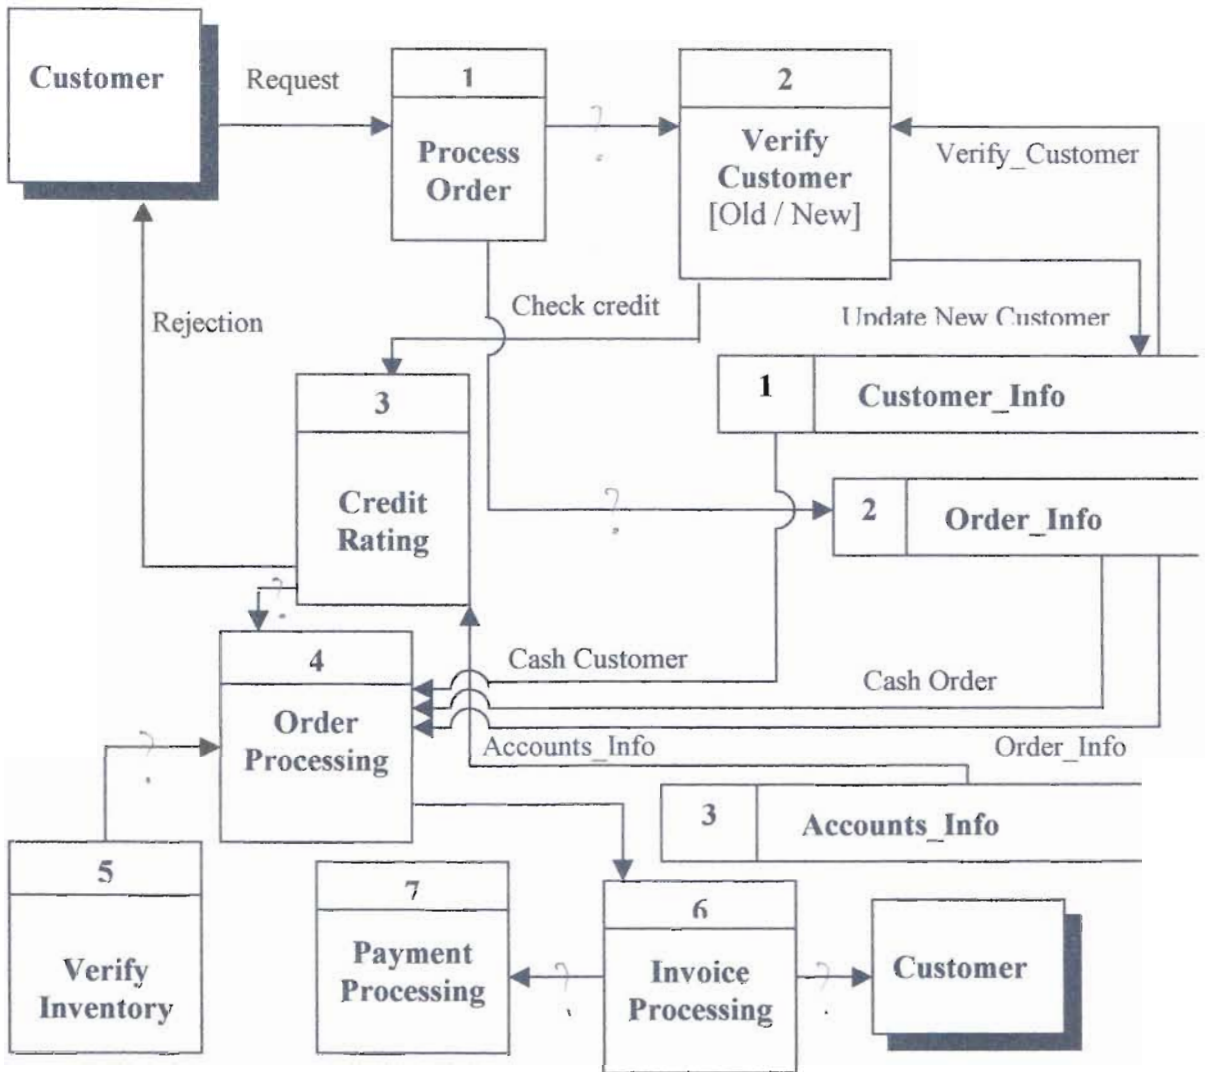 Customer
Request
1
Process
Order
?
2
Verify
Customer
[Old / New]
Verify_Customer
Rejection
Check credit
Update New Customer
3
Credit
Rating
1
Customer_Info
?
2
Order_Info
?
4
Order
Processing
Cash Customer
Cash Order
?
Accounts_Info
Order_Info
3
Accounts_Info
5
Verify
Inventory
7
Payment
Processing
?
6
Invoice
Processing
?
Customer